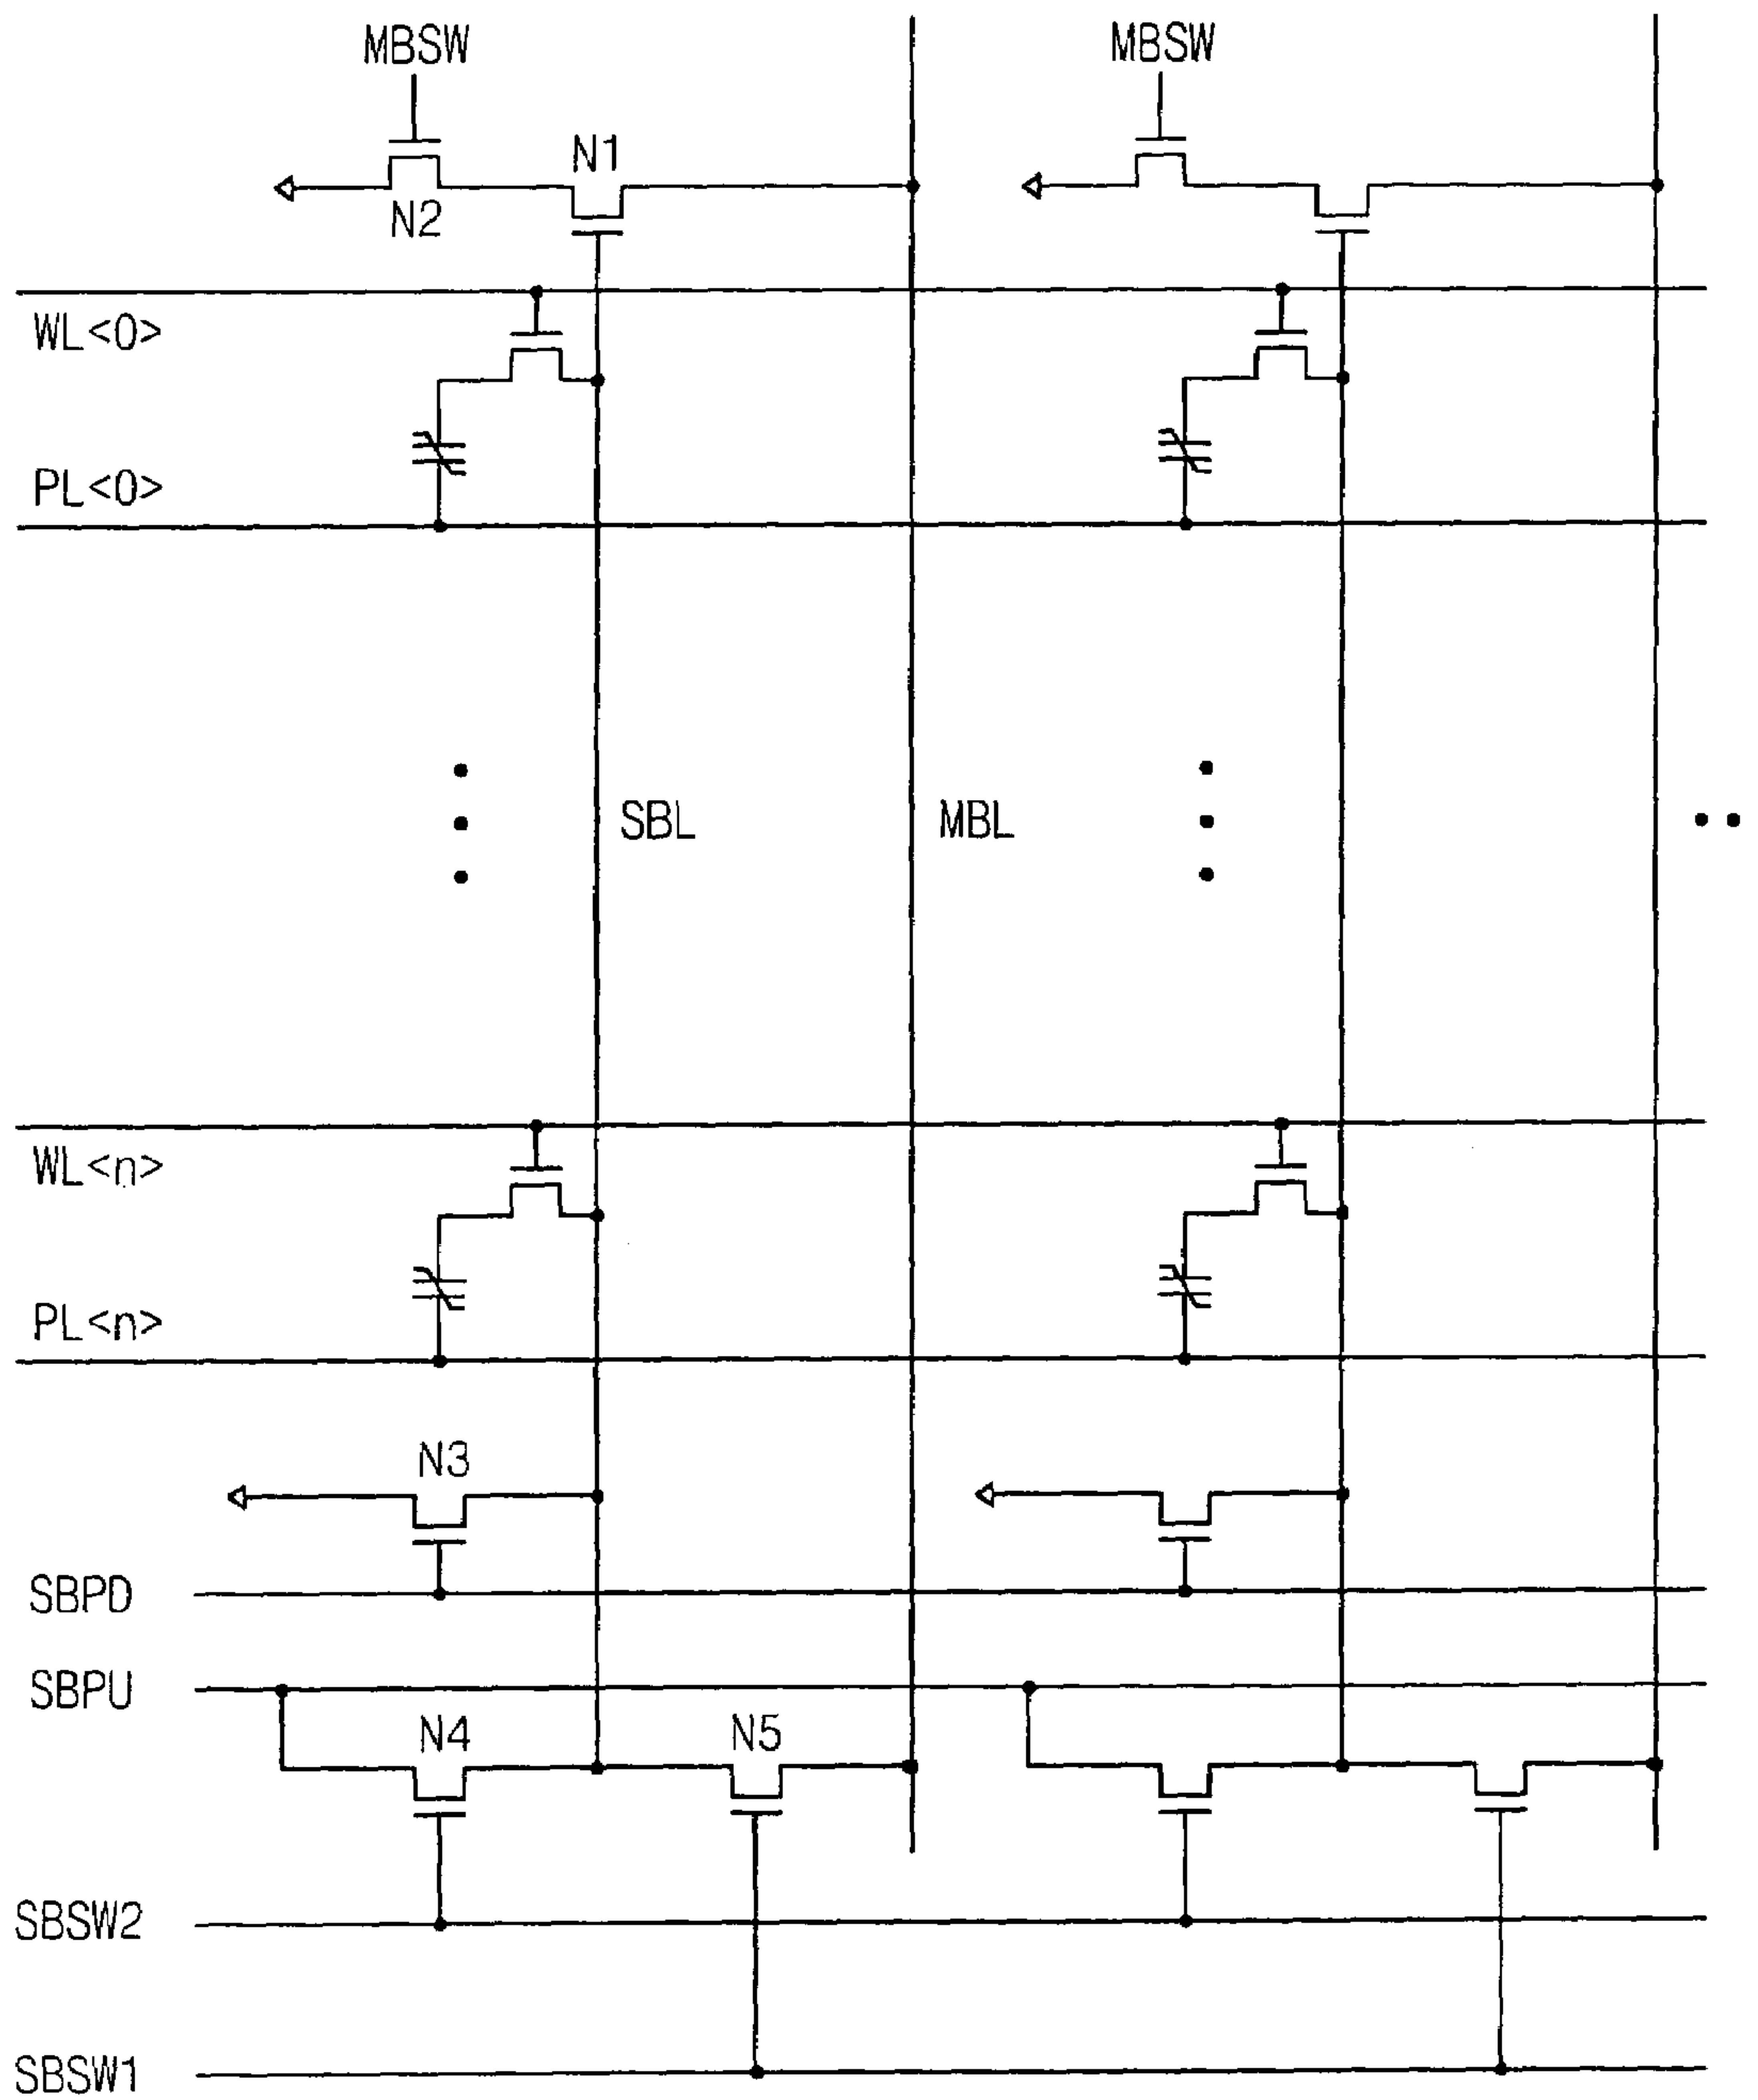 MBSW MBSW
N1
N2
WL<0>
PL<0>
SBL MBL
WL<n>
PL<n>
N3
SBPD
SBPU
N4 N5
SBSW2
SBSW1